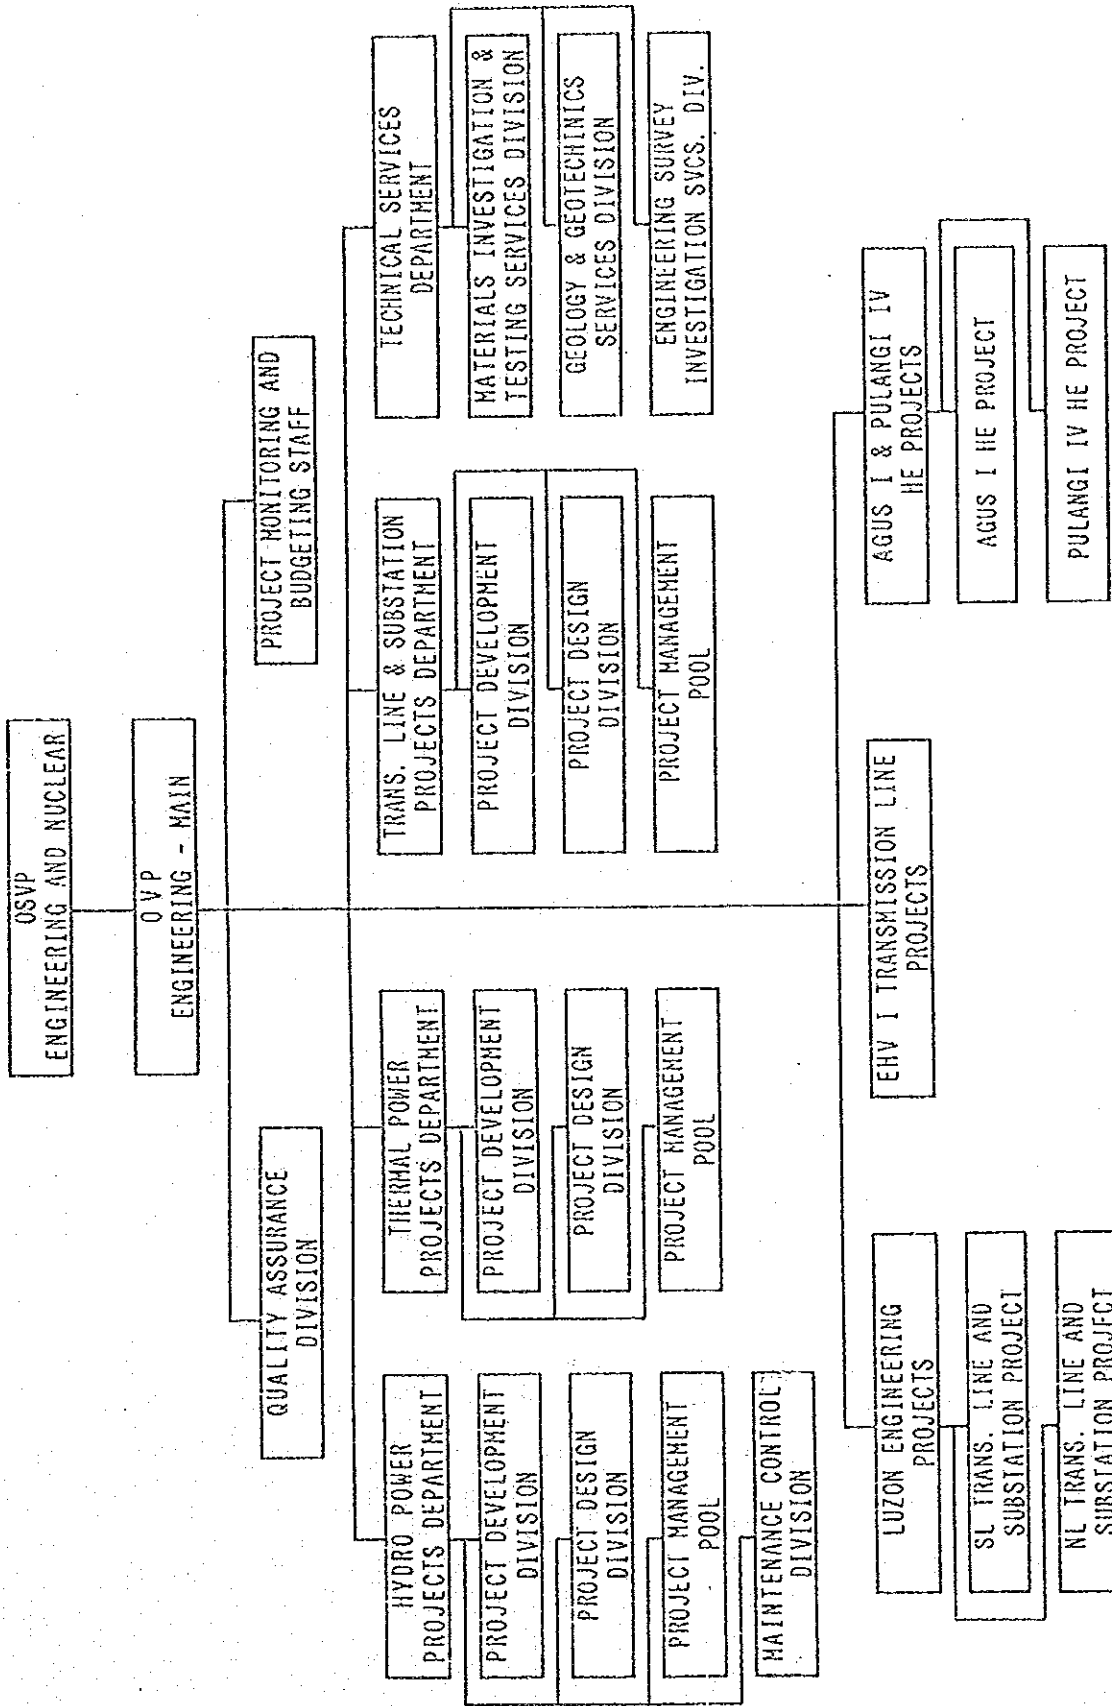 OSVP
ENGINEERING AND NUCLEAR
O V P
ENGINEERING - MAIN
QUALITY ASSURANCE
DIVISION
PROJECT MONITORING AND
BUDGETING STAFF
HYDRO POWER
PROJECTS DEPARTMENT
PROJECT DEVELOPMENT
DIVISION
PROJECT DESIGN
DIVISION
PROJECT MANAGEMENT
POOL
MAINTENANCE CONTROL
DIVISION
THERMAL POWER
PROJECTS DEPARTMENT
PROJECT DEVELOPMENT
DIVISION
PROJECT DESIGN
DIVISION
PROJECT MANAGEMENT
POOL
TRANS. LINE & SUBSTATION
PROJECTS DEPARTMENT
PROJECT DEVELOPMENT
DIVISION
PROJECT DESIGN
DIVISION
PROJECT MANAGEMENT
POOL
TECHNICAL SERVICES
DEPARTMENT
MATERIALS INVESTIGATION &
TESTING SERVICES DIVISION
GEOLOGY & GEOTECHINICS
SERVICES DIVISION
ENGINEERING SURVEY
INVESTIGATION SVCS. DIV.
LUZON ENGINEERING
PROJECTS
SL TRANS. LINE AND
SUBSTATION PROJECT
NL TRANS. LINE AND
SUBSTATION PROJECT
EHV I TRANSMISSION LINE
PROJECTS
AGUS I & PULANGI IV
HE PROJECTS
AGUS I HE PROJECT
PULANGI IV HE PROJECT